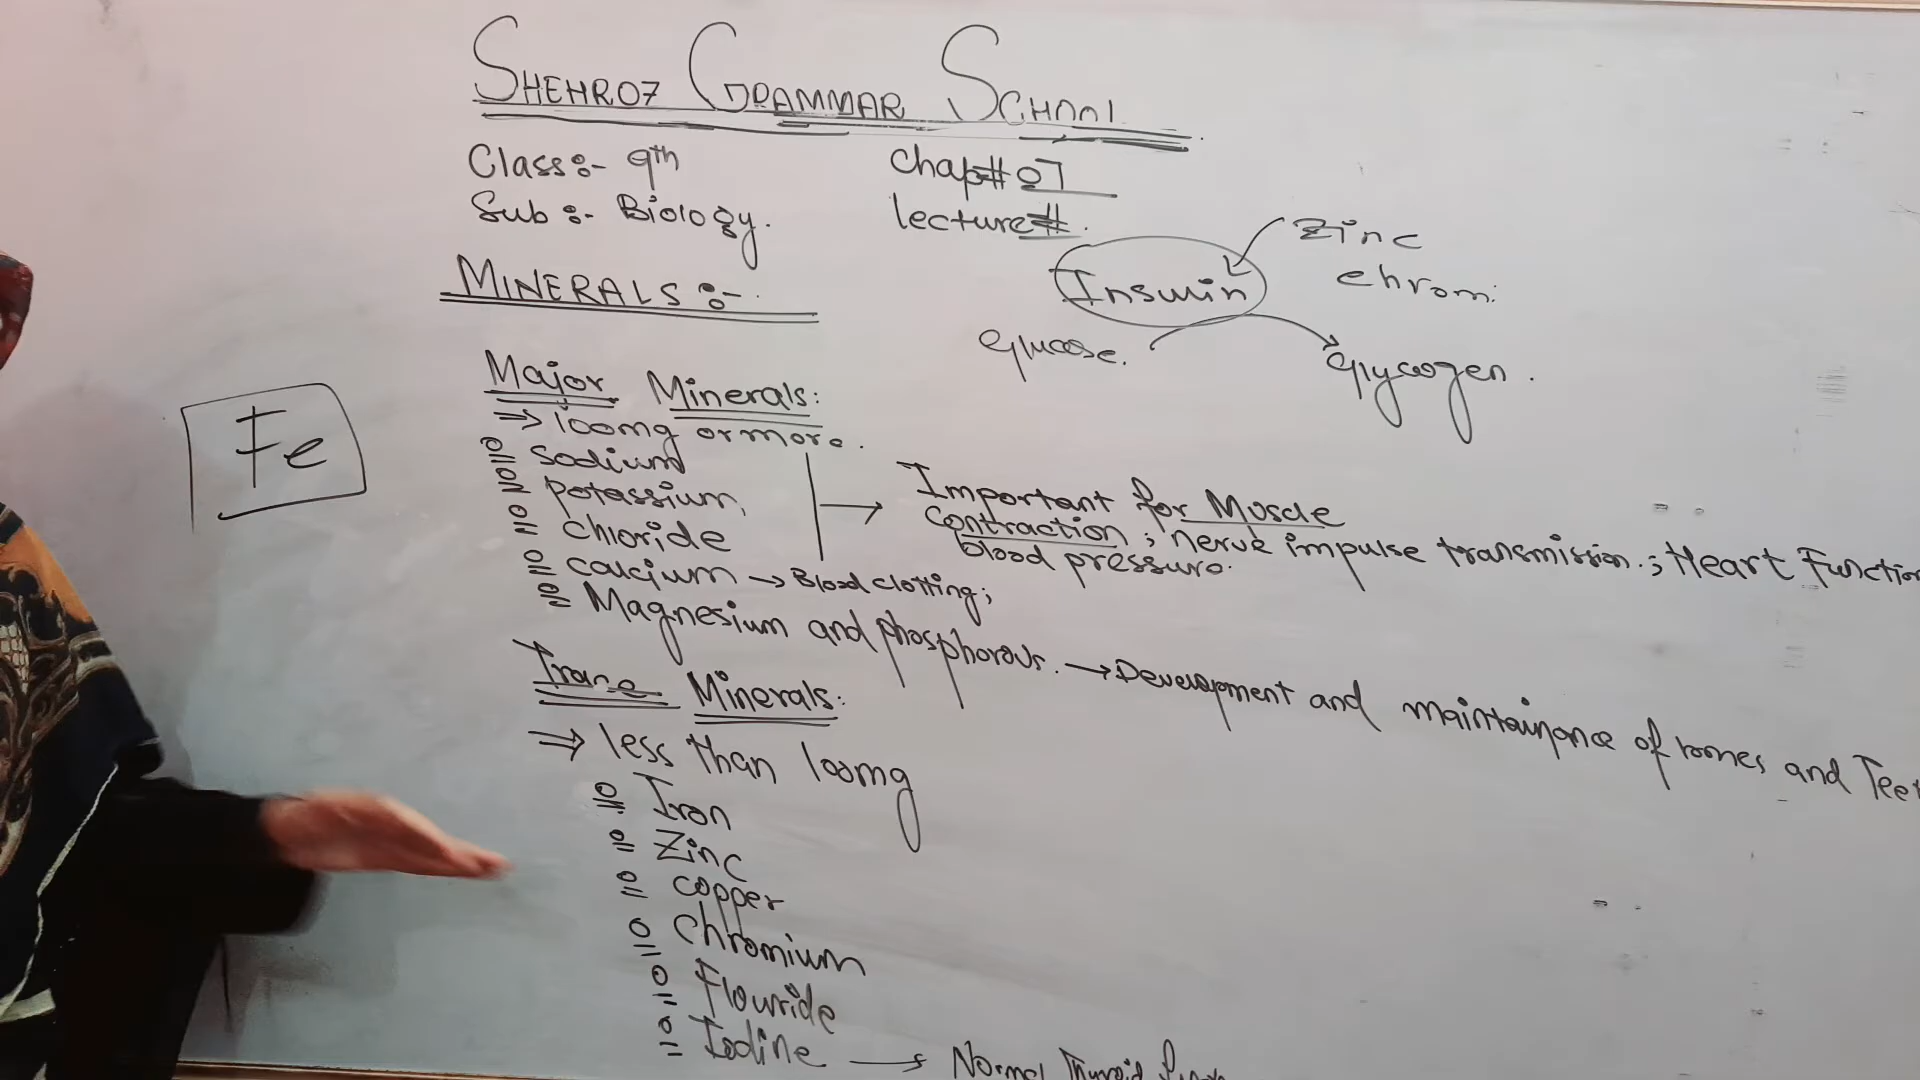 SHEHROZ GRAMMAR SCHOOL
Class:- 9th
Sub :- Biology.
Chap# 07
lecture#.
MINERALS :-
Insulin
Zinc
chrom.
Glucose.
Glycogen.
Fe
Major Minerals:
⇒ 100mg or more.
sodium
potassium,
chloride
Important for Muscle
Contraction ; nerve impulse transmission. ; Heart Function
blood pressure.
calcium → Blood clotting;
Magnesium and phosphorous. → Development and maintainance of bones and Teet
Trace Minerals:
⇒ less than 100mg
Iron
Zinc
copper
Chromium
Flouride
Iodine → Normal Thyroid